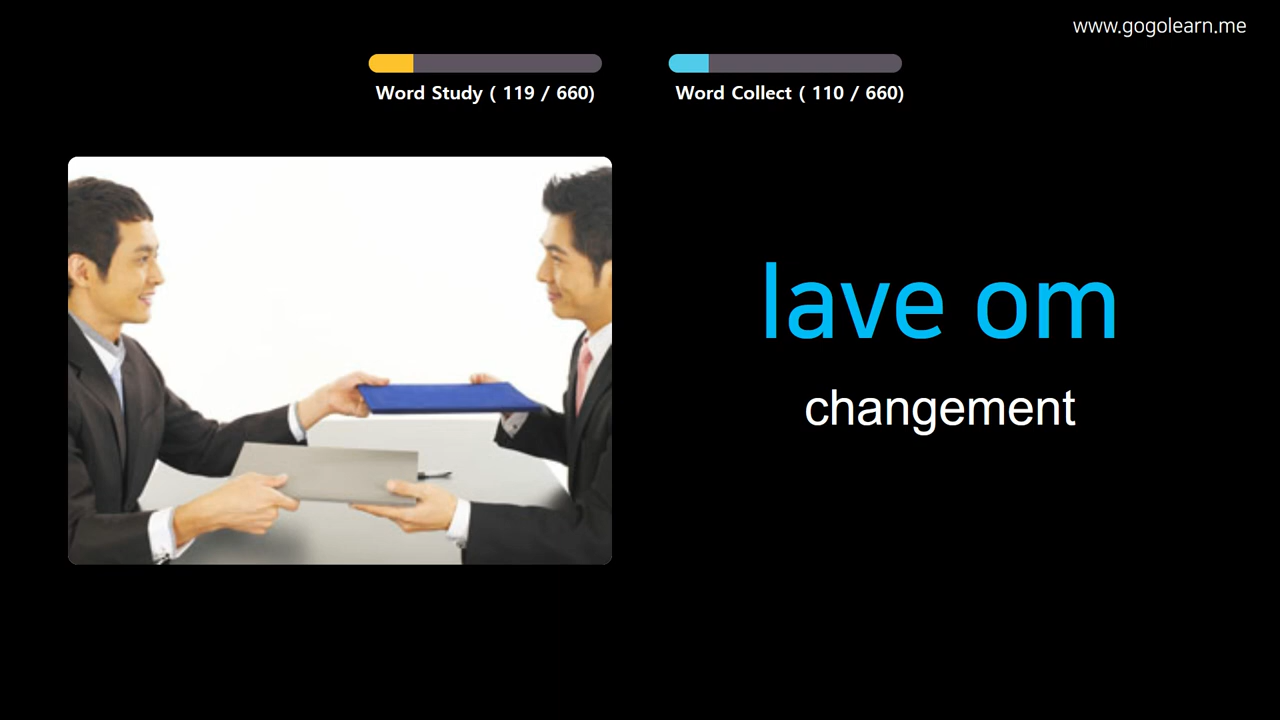 www.gogolearn.me
Word Study ( 119 / 660)
Word Collect ( 110 / 660)
lave om
changement